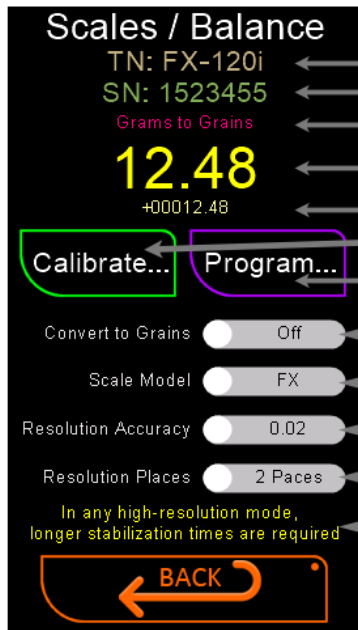 Scales / Balance
TN: FX-120i
SN: 1523455
Grams to Grains
12.48
+00012.48
Calibrate... Program...
Convert to Grains Off
Scale Model FX
Resolution Accuracy 0.02
Resolution Places 2 Paces
In any high-resolution mode,
longer stabilization times are required
BACK